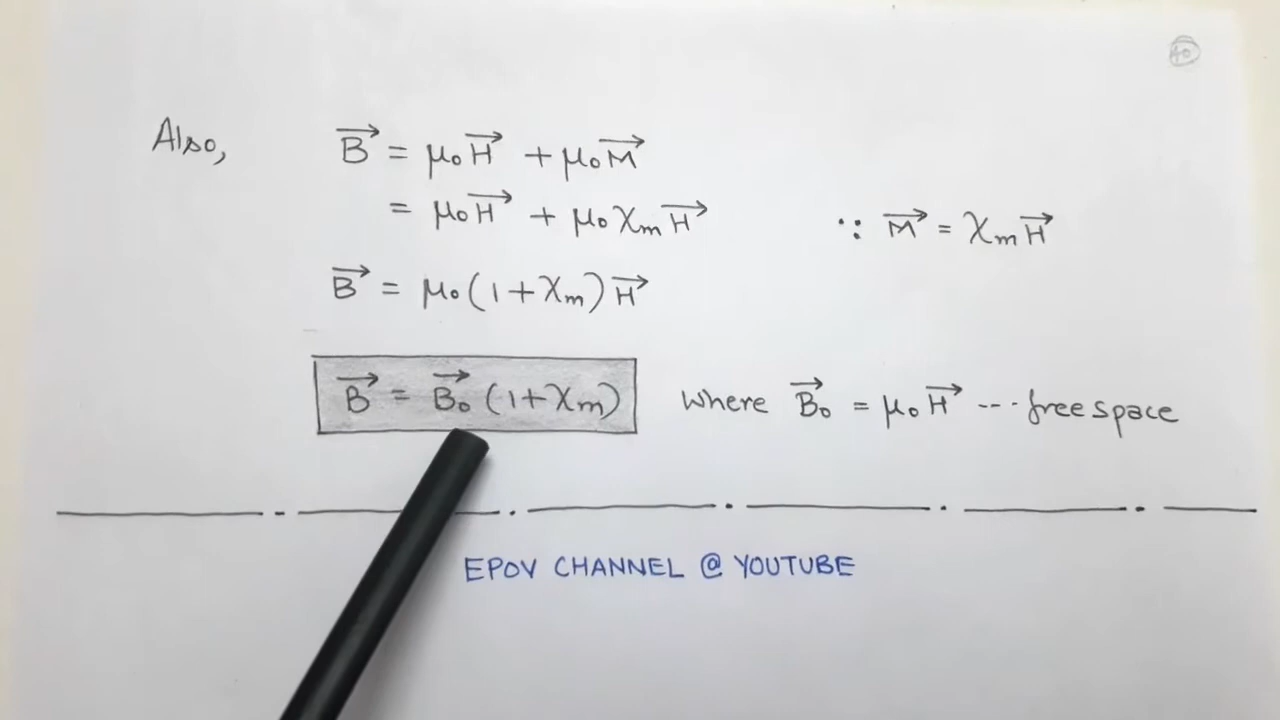 40
Also, B⃗ = μ₀H⃗ + μ₀M⃗
= μ₀H⃗ + μ₀χₘH⃗ ∵ M⃗ = χₘH⃗
B⃗ = μ₀(1+χₘ)H⃗
B⃗ = B⃗₀(1+χₘ) where B⃗₀ = μ₀H⃗ --- free space
EPOV CHANNEL @ YOUTUBE